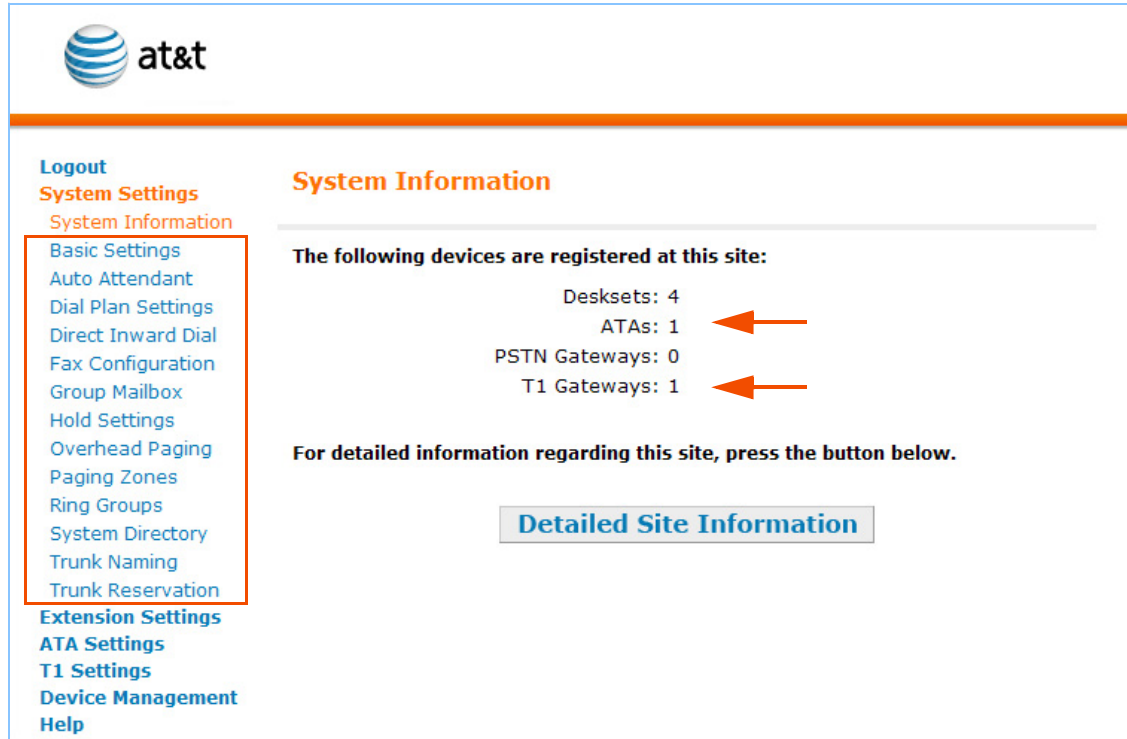 at&t
Logout
System Settings
System Information
Basic Settings
Auto Attendant
Dial Plan Settings
Direct Inward Dial
Fax Configuration
Group Mailbox
Hold Settings
Overhead Paging
Paging Zones
Ring Groups
System Directory
Trunk Naming
Trunk Reservation
Extension Settings
ATA Settings
T1 Settings
Device Management
Help
System Information
The following devices are registered at this site:
Desksets: 4
ATAs: 1
PSTN Gateways: 0
T1 Gateways: 1
For detailed information regarding this site, press the button below.
Detailed Site Information